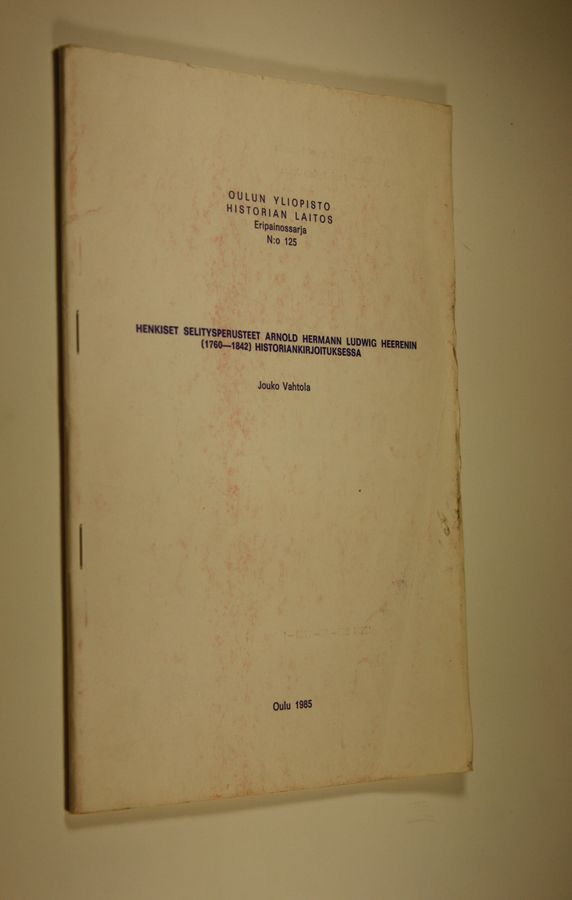 OULUN YLIOPISTO
HISTORIAN LAITOS
Eripainossarja
N:o 125
HENKISET SELITYSPERUSTEET ARNOLD HERMANN LUDWIG HEERENIN
(1760—1842) HISTORIANKIRJOITUKSESSA
Jouko Vahtola
Oulu 1985